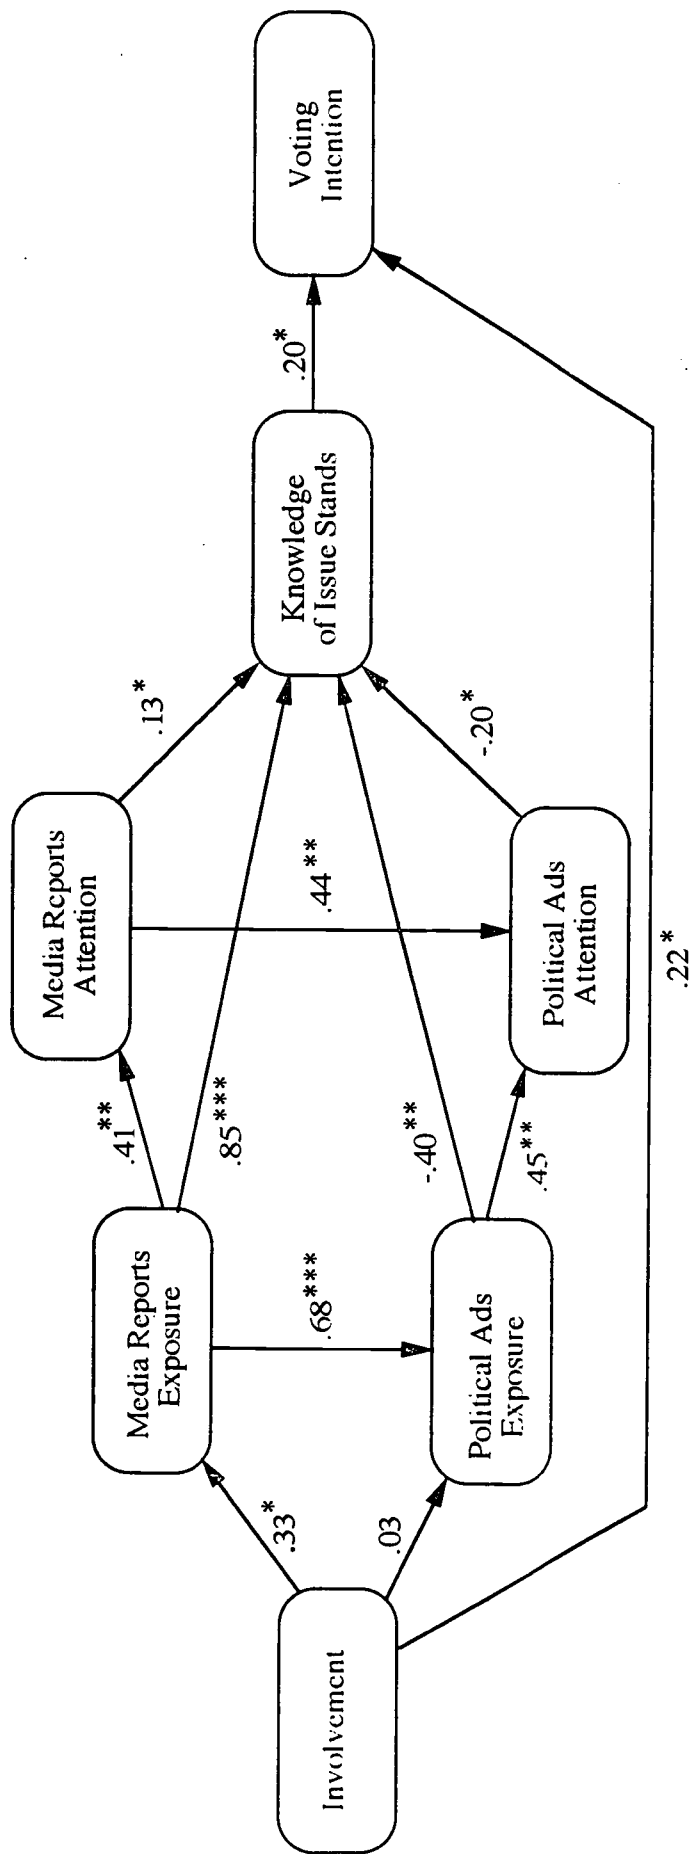 Involvement
.33*
.03
Media Reports
Exposure
.68***
Political Ads
Exposure
.41**
.85***
-.40**
.45**
Media Reports
Attention
.44**
Political Ads
Attention
.13*
-.20*
.22*
Knowledge
of Issue Stands
.20*
Voting
Intention